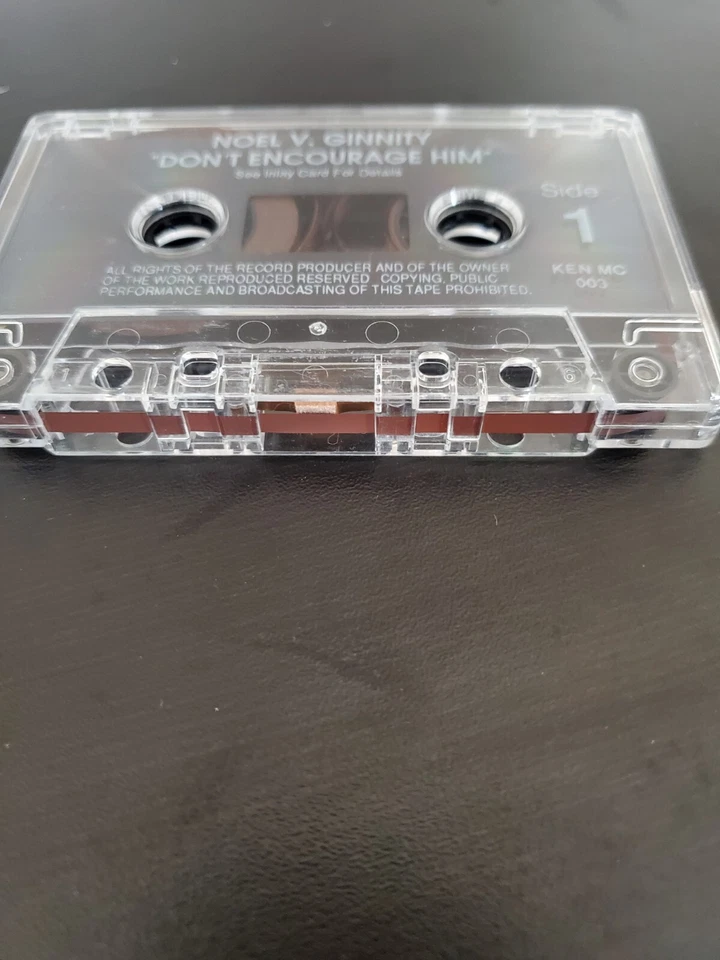 NOEL V. GINNITY
"DON'T ENCOURAGE HIM"
See Inlay Card For Details
Side
1
ALL RIGHTS OF THE RECORD PRODUCER AND OF THE OWNER
OF THE WORK REPRODUCED RESERVED COPYING, PUBLIC
PERFORMANCE AND BROADCASTING OF THIS TAPE PROHIBITED.
KEN MC
003